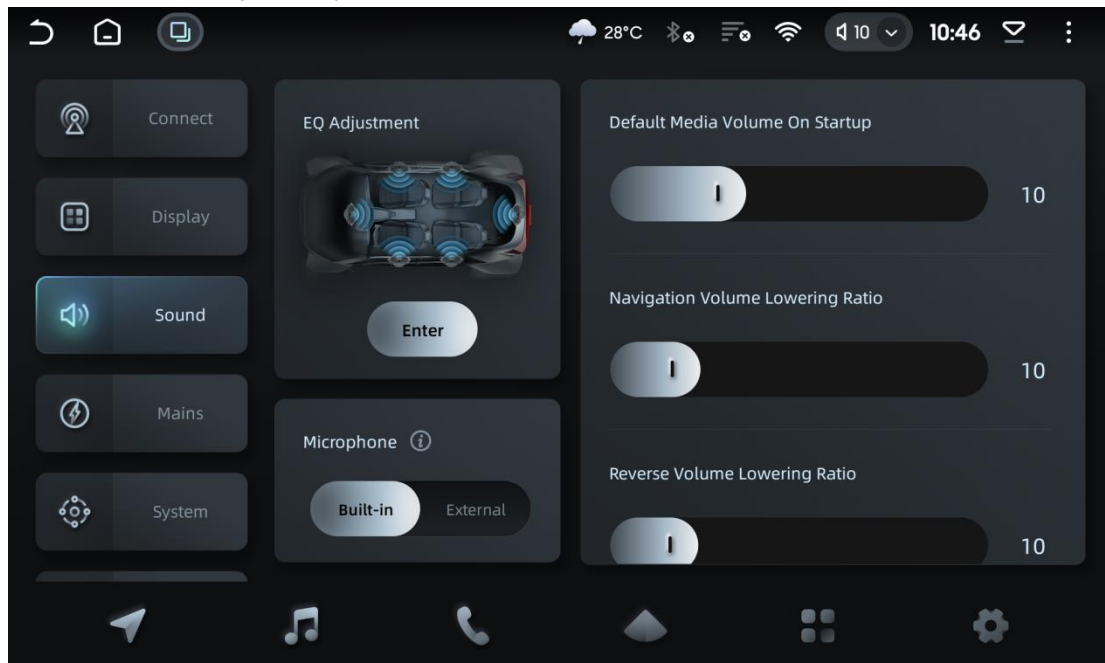 28°C
10
10:46
Connect
Display
Sound
Mains
System
EQ Adjustment
Enter
Microphone
Built-in External
Default Media Volume On Startup
10
Navigation Volume Lowering Ratio
10
Reverse Volume Lowering Ratio
10